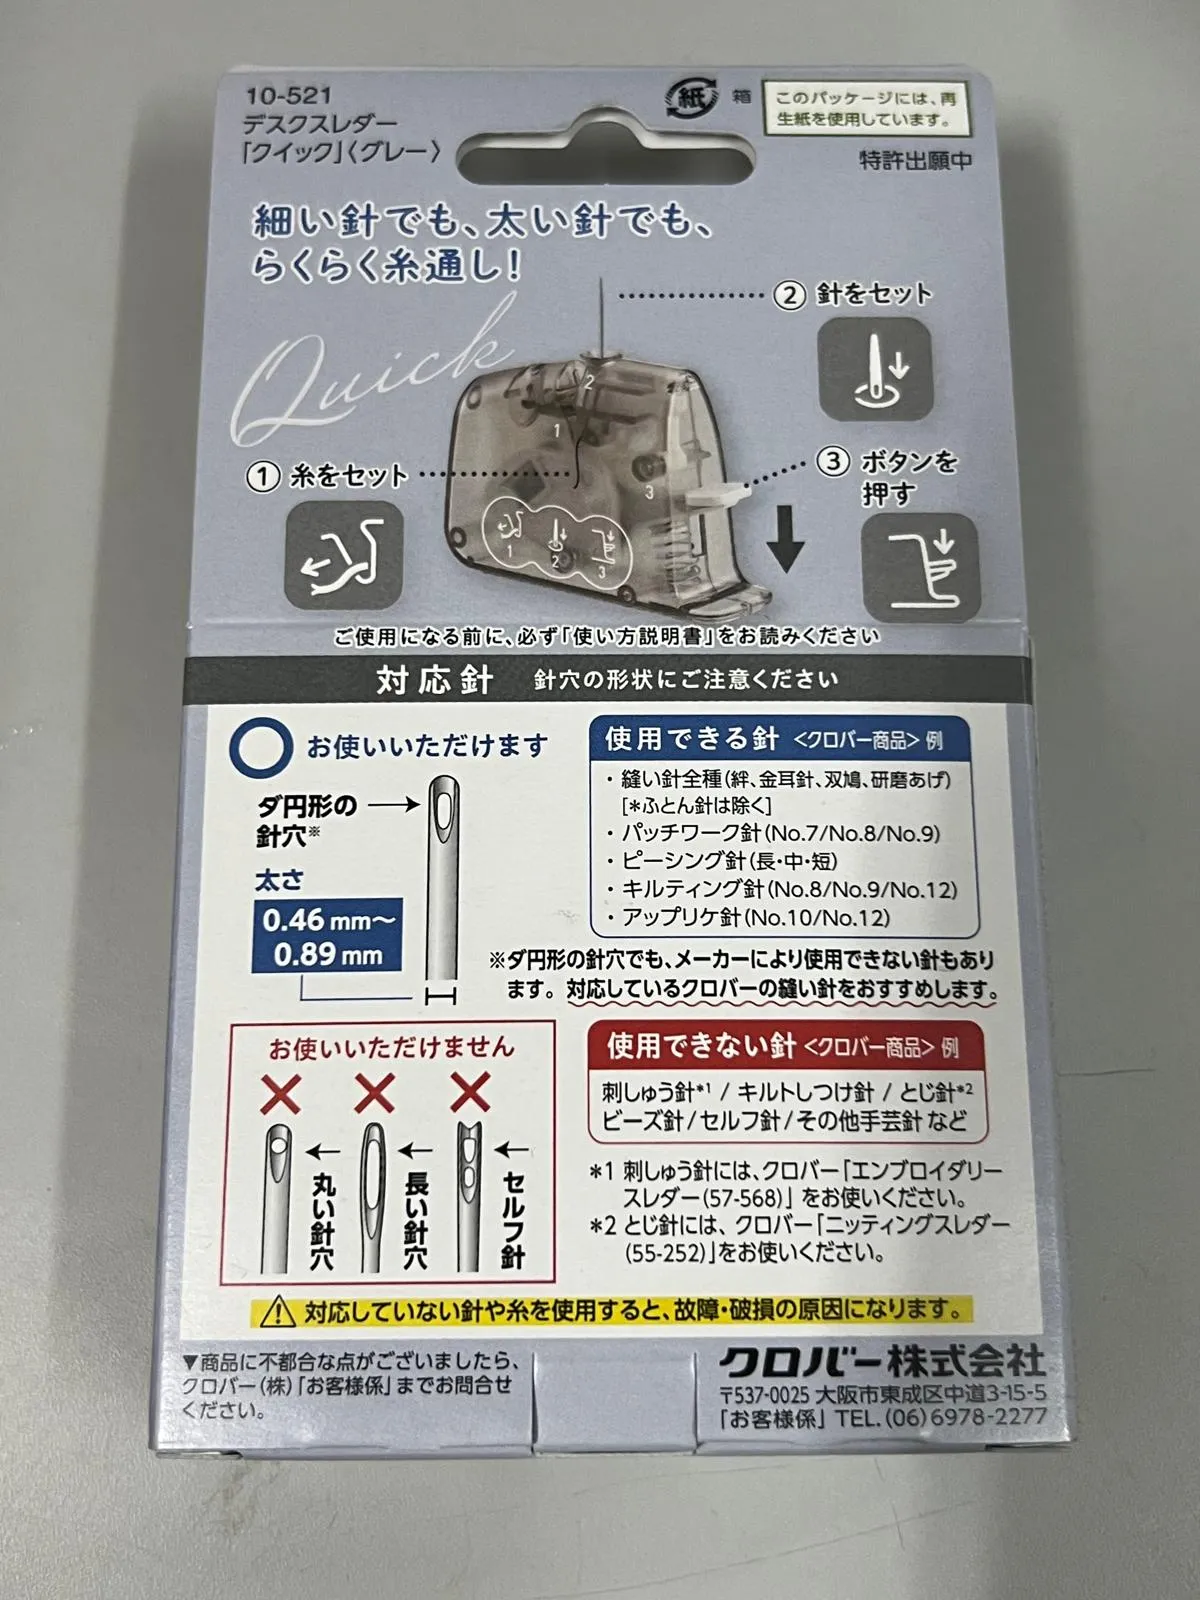 10-521
デスクスレダー
「クイック」〈グレー〉
紙 箱
このパッケージには、再
生紙を使用しています。
特許出願中
細い針でも、太い針でも、
らくらく糸通し!
Quick
② 針をセット
① 糸をセット
③ ボタンを
押す
2
1
3
1
2
3
ご使用になる前に、必ず「使い方説明書」をお読みください
対応針 針穴の形状にご注意ください
お使いいただけます
ダ円形の
針穴※
太さ
0.46 mm〜
0.89 mm
使用できる針 <クロバー商品> 例
・縫い針全種(絆、金耳針、双鳩、研磨あげ)
[*ふとん針は除く]
・パッチワーク針(No.7/No.8/No.9)
・ピーシング針(長・中・短)
・キルティング針(No.8/No.9/No.12)
・アップリケ針(No.10/No.12)
※ダ円形の針穴でも、メーカーにより使用できない針もあり
ます。対応しているクロバーの縫い針をおすすめします。
お使いいただけません
丸い針穴
長い針穴
セルフ針
使用できない針 <クロバー商品> 例
刺しゅう針*1 / キルトしつけ針 / とじ針*2
ビーズ針/セルフ針/その他手芸針 など
*1 刺しゅう針には、クロバー「エンブロイダリー
スレダー(57-568)」をお使いください。
*2 とじ針には、クロバー「ニッティングスレダー
(55-252)」をお使いください。
対応していない針や糸を使用すると、故障・破損の原因になります。
▼商品に不都合な点がございましたら、
クロバー(株)「お客様係」までお問合せ
ください。
クロバー株式会社
〒537-0025 大阪市東成区中道3-15-5
「お客様係」 TEL.(06)6978-2277